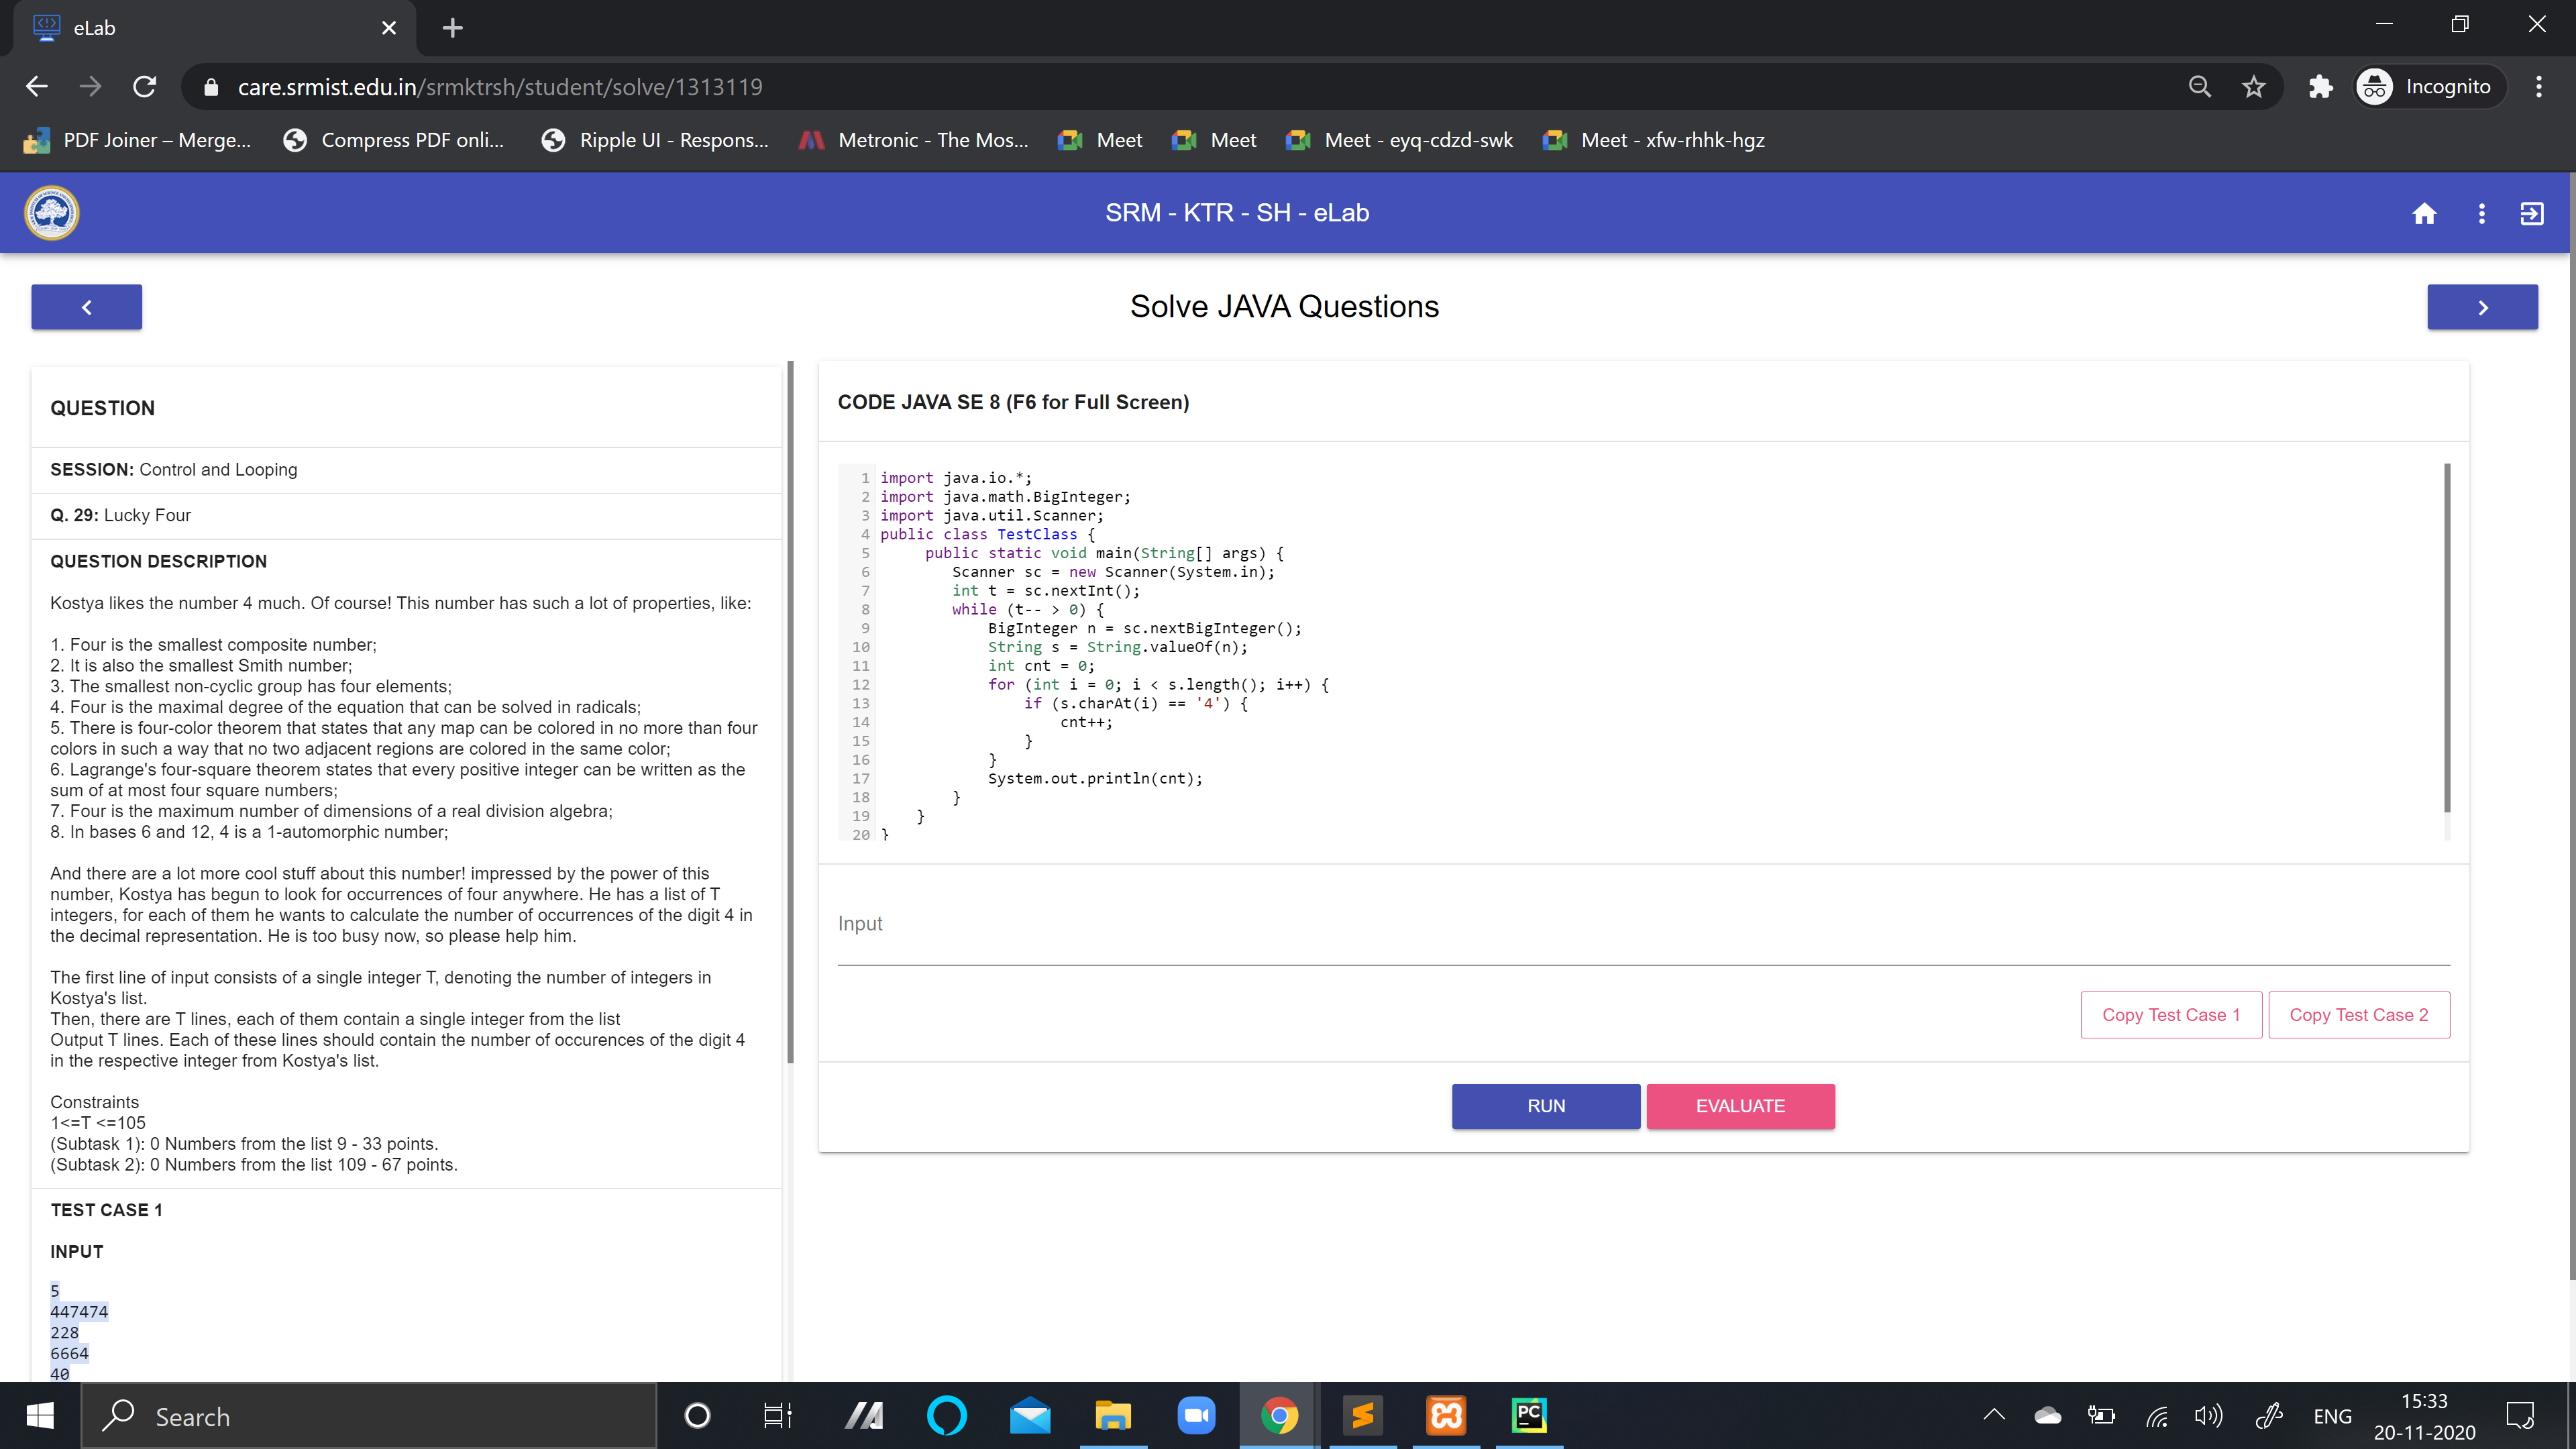 eLab
care.srmist.edu.in/srmktrsh/student/solve/1313119
Incognito
PDF Joiner – Merge...
Compress PDF onli...
Ripple UI - Respons...
Metronic - The Mos...
Meet
Meet
Meet - eyq-cdzd-swk
Meet - xfw-rhhk-hgz
SRM - KTR - SH - eLab
Solve JAVA Questions
QUESTION
SESSION: Control and Looping
Q. 29: Lucky Four
QUESTION DESCRIPTION
Kostya likes the number 4 much. Of course! This number has such a lot of properties, like:
1. Four is the smallest composite number;
2. It is also the smallest Smith number;
3. The smallest non-cyclic group has four elements;
4. Four is the maximal degree of the equation that can be solved in radicals;
5. There is four-color theorem that states that any map can be colored in no more than four
colors in such a way that no two adjacent regions are colored in the same color;
6. Lagrange's four-square theorem states that every positive integer can be written as the
sum of at most four square numbers;
7. Four is the maximum number of dimensions of a real division algebra;
8. In bases 6 and 12, 4 is a 1-automorphic number;
And there are a lot more cool stuff about this number! impressed by the power of this
number, Kostya has begun to look for occurrences of four anywhere. He has a list of T
integers, for each of them he wants to calculate the number of occurrences of the digit 4 in
the decimal representation. He is too busy now, so please help him.
The first line of input consists of a single integer T, denoting the number of integers in
Kostya's list.
Then, there are T lines, each of them contain a single integer from the list
Output T lines. Each of these lines should contain the number of occurences of the digit 4
in the respective integer from Kostya's list.
Constraints
1<=T <=105
(Subtask 1): 0 Numbers from the list 9 - 33 points.
(Subtask 2): 0 Numbers from the list 109 - 67 points.
TEST CASE 1
INPUT
5
447474
228
6664
40
CODE JAVA SE 8 (F6 for Full Screen)
1 import java.io.*;
2 import java.math.BigInteger;
3 import java.util.Scanner;
4 public class TestClass {
5 public static void main(String[] args) {
6 Scanner sc = new Scanner(System.in);
7 int t = sc.nextInt();
8 while (t-- > 0) {
9 BigInteger n = sc.nextBigInteger();
10 String s = String.valueOf(n);
11 int cnt = 0;
12 for (int i = 0; i < s.length(); i++) {
13 if (s.charAt(i) == '4') {
14 cnt++;
15 }
16 }
17 System.out.println(cnt);
18 }
19 }
20 }
Input
Copy Test Case 1
Copy Test Case 2
RUN
EVALUATE
Search
PC
ENG
15:33
20-11-2020